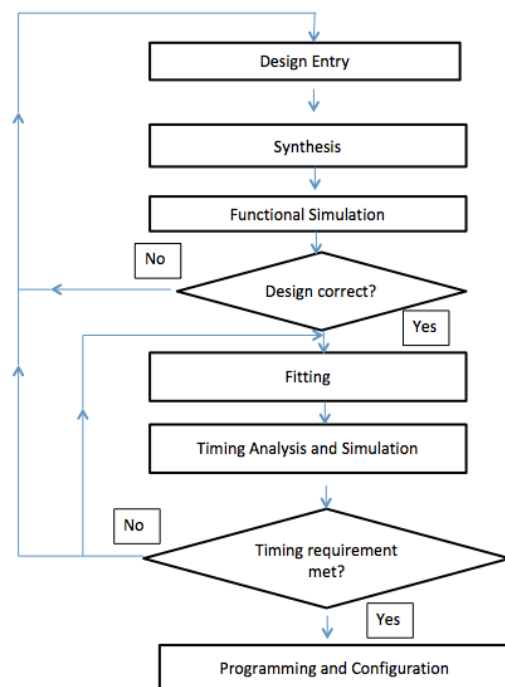 Design Entry
Synthesis
Functional Simulation
No
Design correct?
Yes
Fitting
Timing Analysis and Simulation
No
Timing requirement
met?
Yes
Programming and Configuration